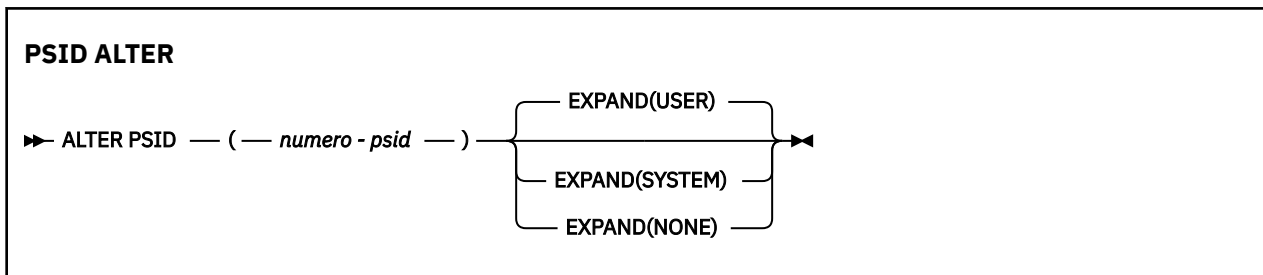 PSID ALTER
EXPAND(USER)
ALTER PSID ( numero - psid )
EXPAND(SYSTEM)
EXPAND(NONE)